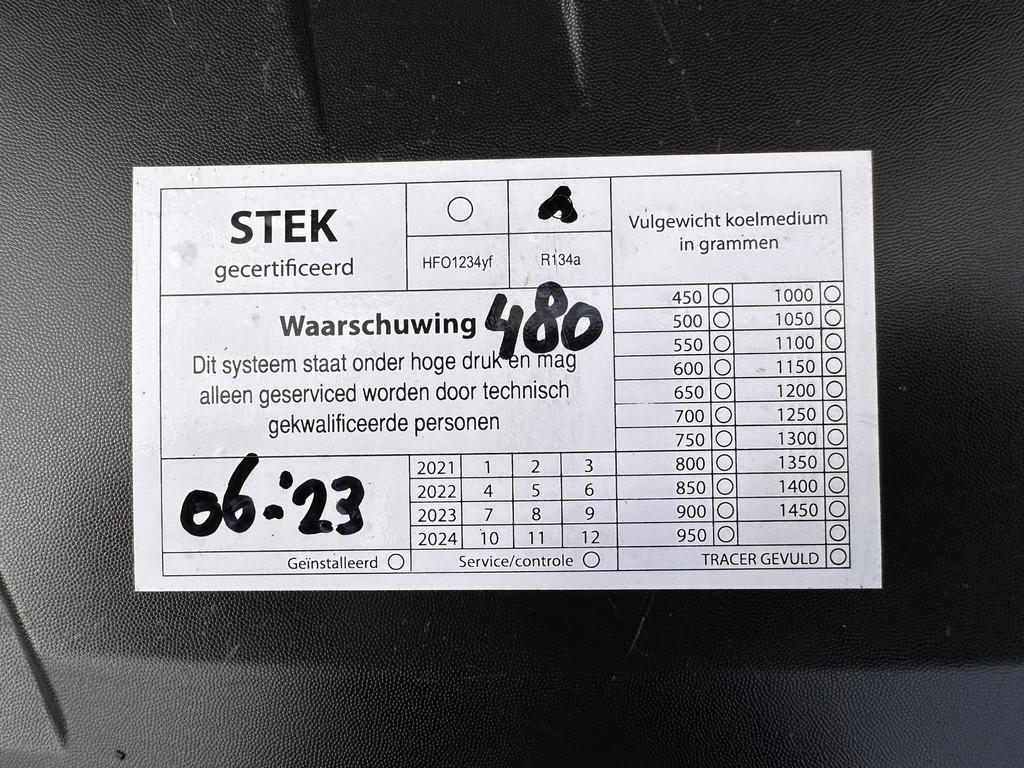 STEK
gecertificeerd
HFO1234yf R134a
Vulgewicht koelmedium
in grammen
Waarschuwing 480
Dit systeem staat onder hoge druk en mag
alleen geserviced worden door technisch
gekwalificeerde personen
450 1000
500 1050
550 1100
600 1150
650 1200
700 1250
750 1300
800 1350
850 1400
900 1450
950
06-'23
2021 1 2 3
2022 4 5 6
2023 7 8 9
2024 10 11 12
Geïnstalleerd Service/controle TRACER GEVULD